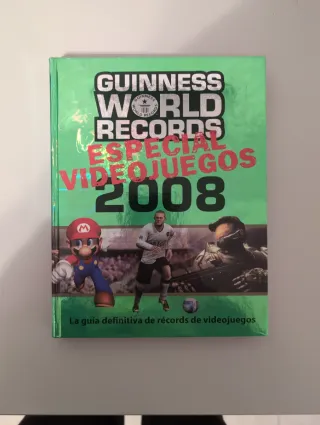 GUINNESS
WORLD
RECORDS
ESPECIAL
VIDEOJUEGOS
2008
La guía definitiva de récords de videojuegos